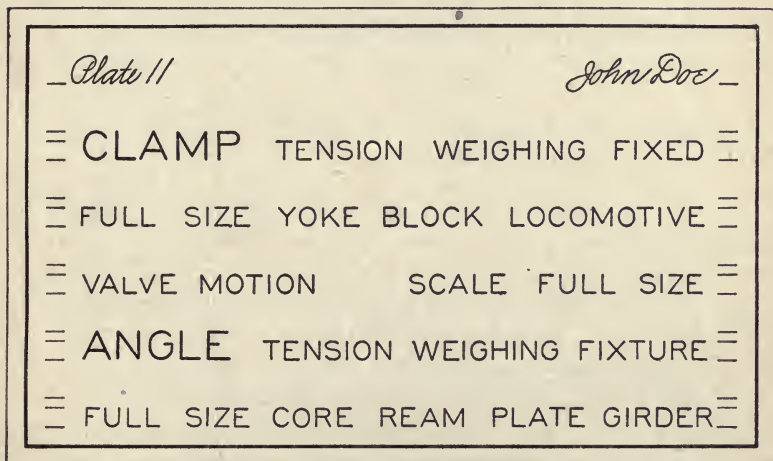 Plate 11 John Doe
CLAMP TENSION WEIGHING FIXED
FULL SIZE YOKE BLOCK LOCOMOTIVE
VALVE MOTION SCALE FULL SIZE
ANGLE TENSION WEIGHING FIXTURE
FULL SIZE CORE REAM PLATE GIRDER